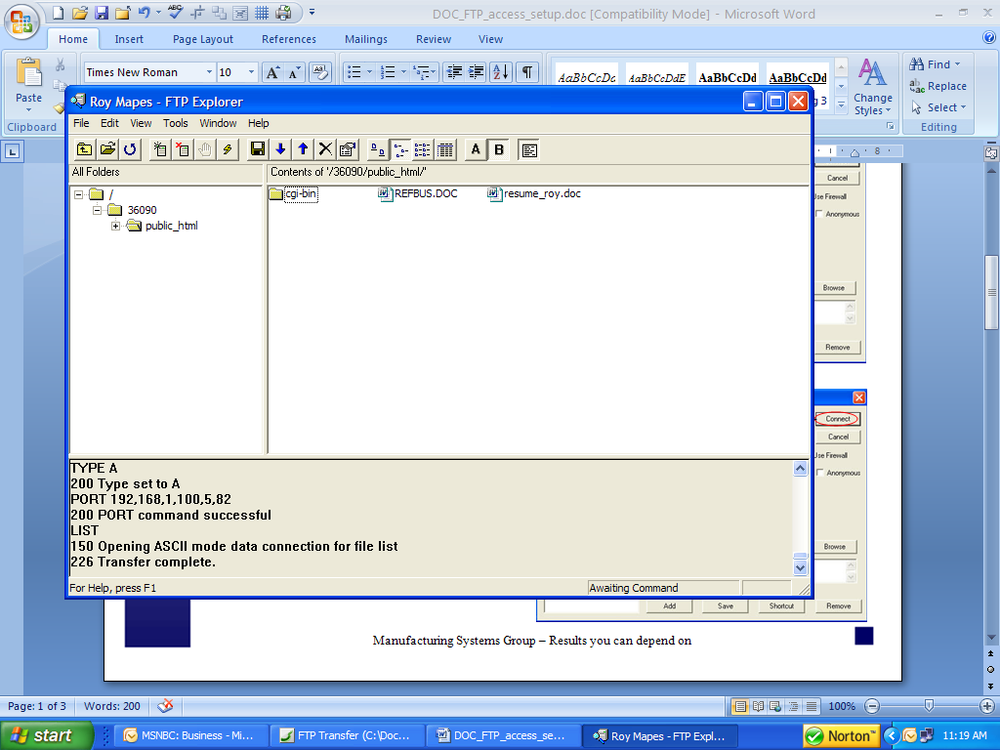 DOC_FTP_access_setup.doc [Compatibility Mode] - Microsoft Word
Home Insert Page Layout References Mailings Review View
Times New Roman 10
AaBbCcDc AaBbCcDdE AaBbCcDd AaBbCcDd
Paste
Clipboard
Change Styles
Find
Replace
Select
Editing
Roy Mapes - FTP Explorer
File Edit View Tools Window Help
A B
All Folders
Contents of '/36090/public_html/'
/
36090
public_html
cgi-bin REFBUS.DOC resume_roy.doc
TYPE A
200 Type set to A
PORT 192,168,1,100,5,82
200 PORT command successful
LIST
150 Opening ASCII mode data connection for file list
226 Transfer complete.
For Help, press F1
Awaiting Command
Cancel
Use Firewall
Anonymous
Browse
Remove
Connect
Cancel
Use Firewall
Anonymous
Browse
Add Save Shortcut Remove
Manufacturing Systems Group – Results you can depend on
Page: 1 of 3 Words: 200 100%
start MSNBC: Business - Mi... FTP Transfer (C:\Doc... DOC_FTP_access_se... Roy Mapes - FTP Expl... Norton™ 11:19 AM